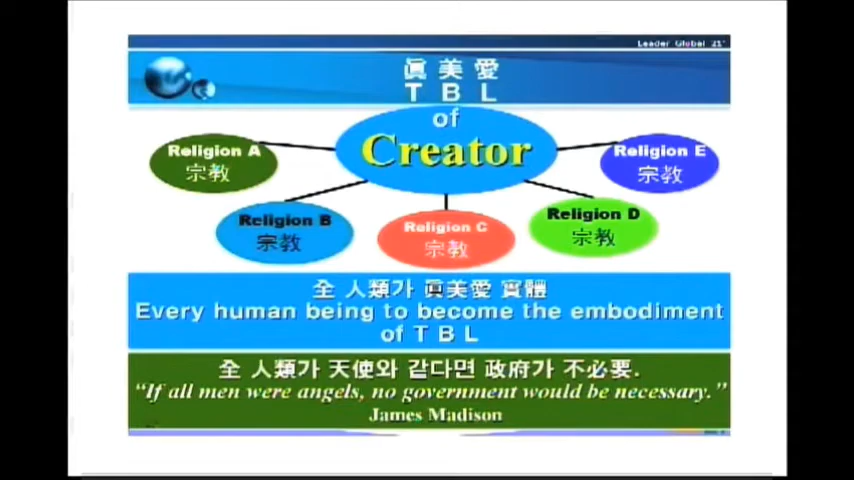 Leader Global 21'
眞 美 愛
T B L
of
Creator
Religion A
宗教
Religion E
宗教
Religion B
宗教
Religion C
宗教
Religion D
宗教
全 人類가 眞美愛 實體
Every human being to become the embodiment
of T B L
全 人類가 天使와 같다면 政府가 不必要.
“If all men were angels, no government would be necessary.”
James Madison